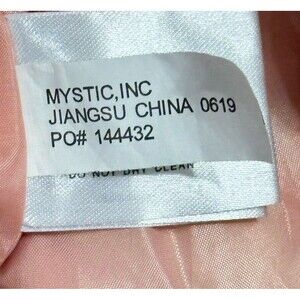 MYSTIC,INC
JIANGSU CHINA 0619
PO# 144432
DO NOT DRY CLEAN